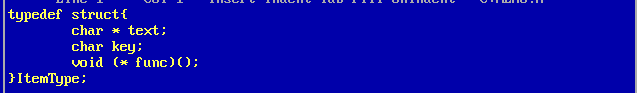 typedef struct{
char * text;
char key;
void (* func)();
}ItemType;